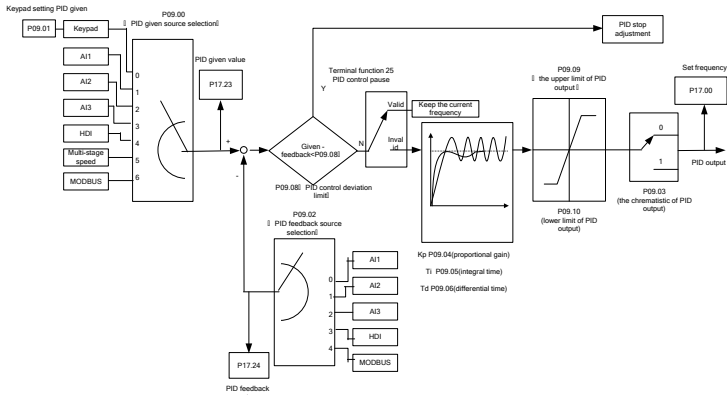 Keypad setting PID given
P09.00
PID given source selection
P09.01
Keypad
AI1
AI2
AI3
HDI
Multi-stage
speed
MODBUS
0
1
2
3
4
5
6
PID given value
P17.23
+
-
Given -
feedback<P09.08
P09.08 PID control deviation
limit
Y
N
Terminal function 25
PID control pause
Valid
Inval
id
Keep the current
frequency
PID stop
adjustment
Kp P09.04(proportional gain)
Ti P09.05(integral time)
Td P09.06(differential time)
P09.09
the upper limit of PID
output
P09.10
(lower limit of PID
output)
0
1
P09.03
(the chrematistic of PID
output)
Set frequency
P17.00
PID output
P09.02
PID feedback source
selection
0
1
2
3
4
AI1
AI2
AI3
HDI
MODBUS
P17.24
PID feedback